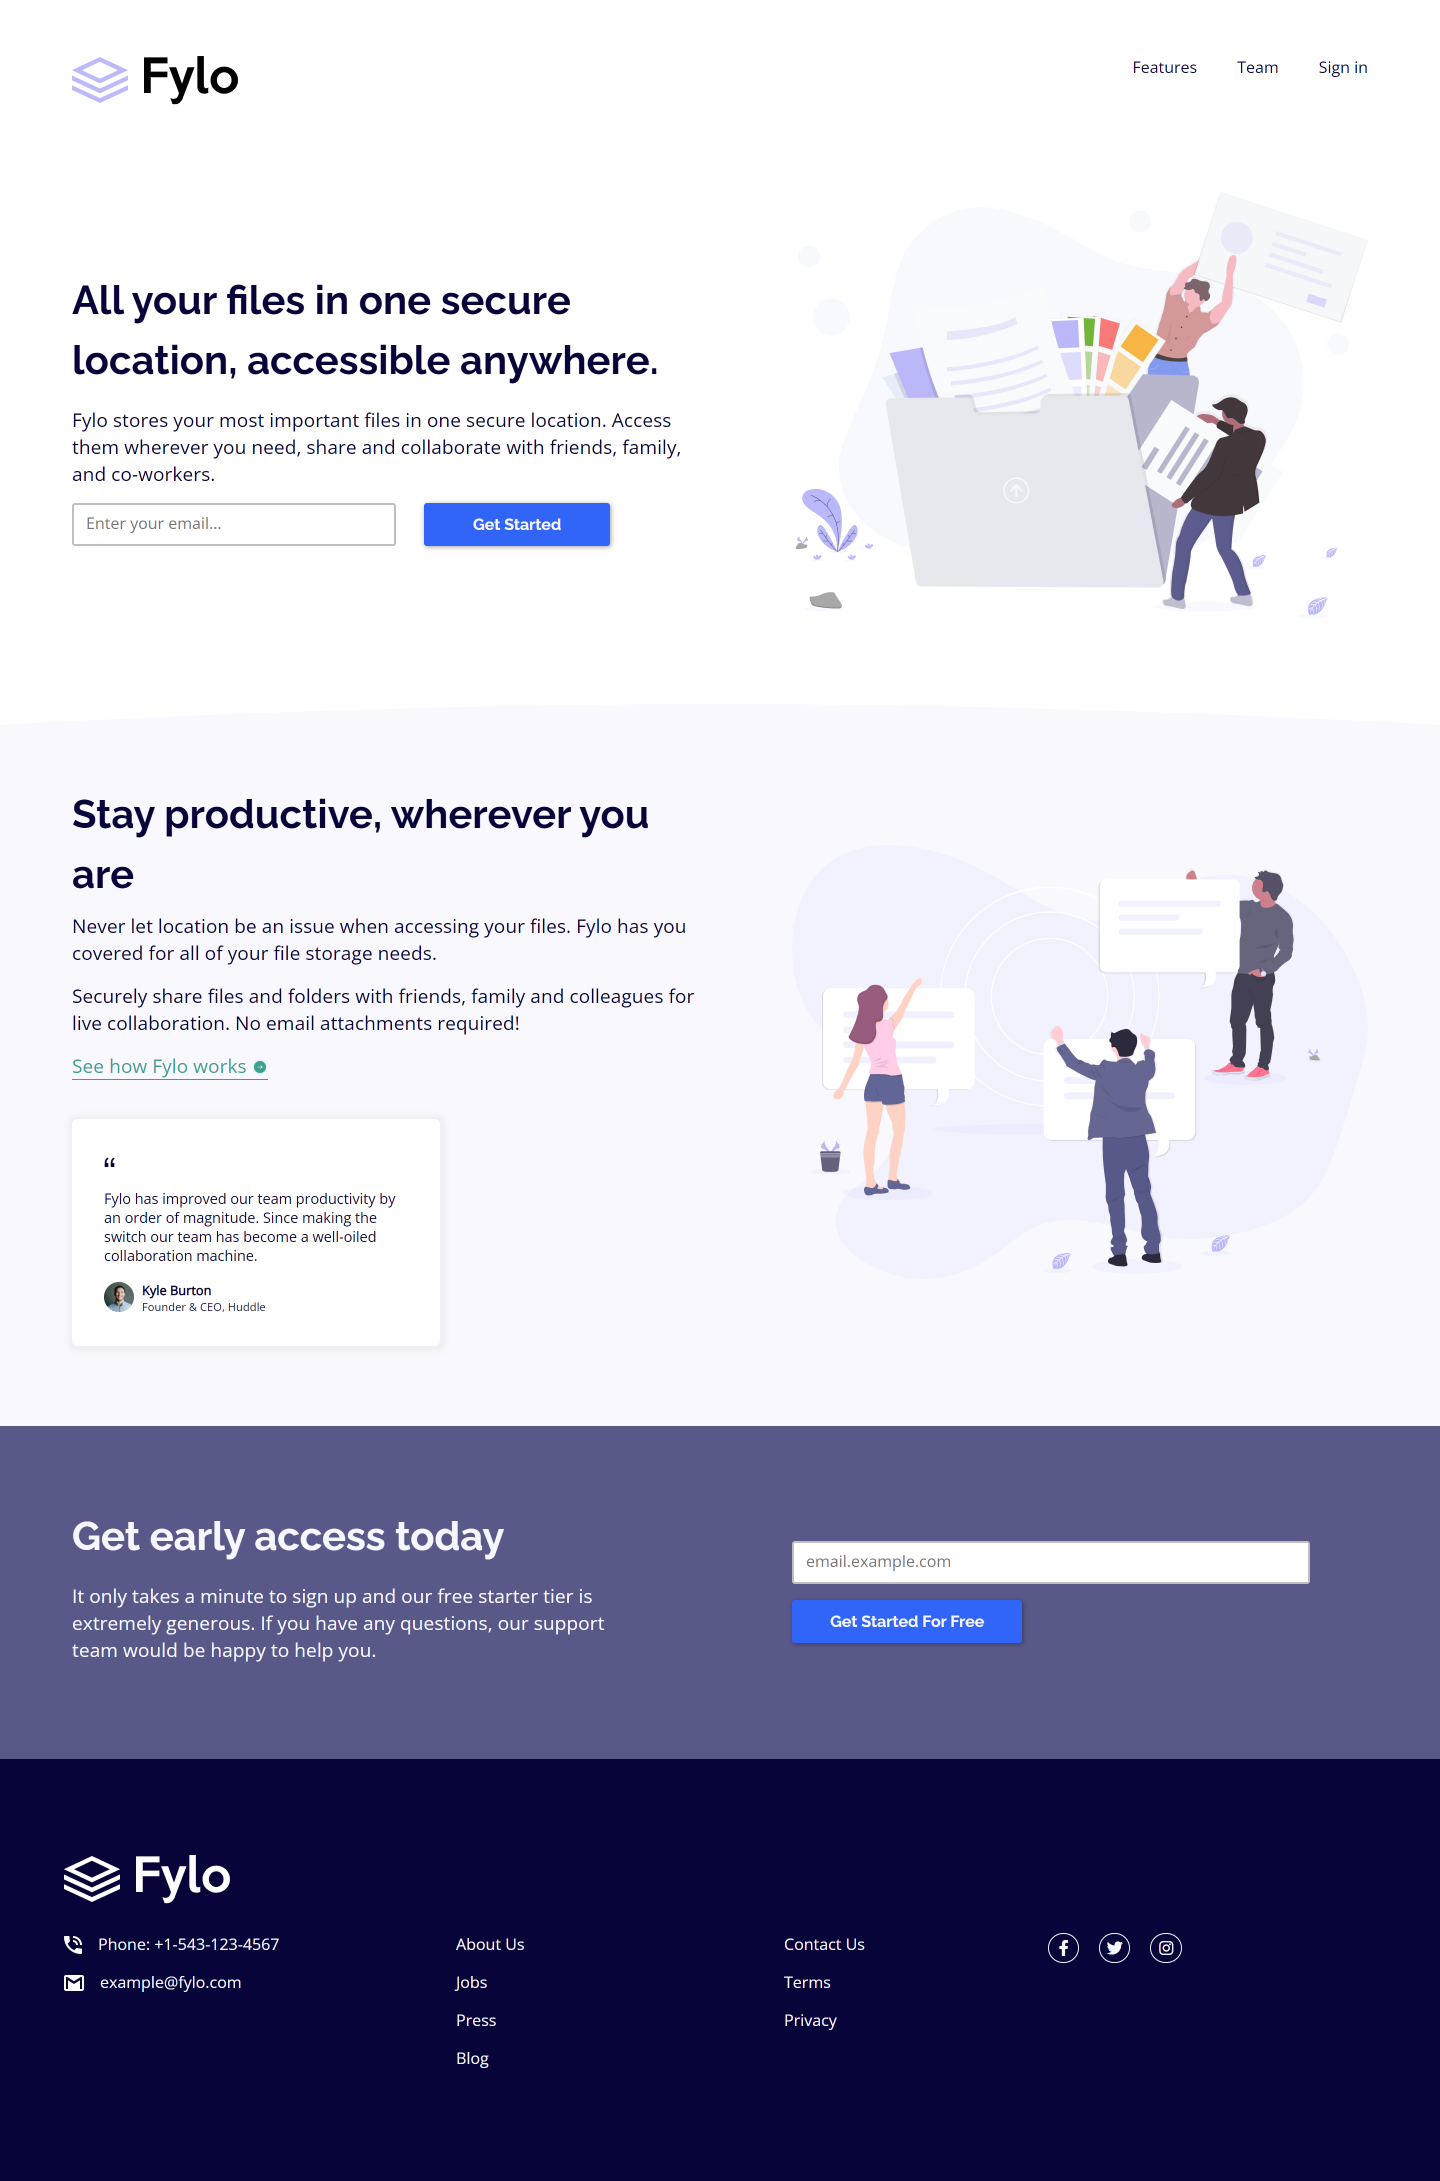 Fylo
Features
Team
Sign in
All your files in one secure
location, accessible anywhere.
Fylo stores your most important files in one secure location. Access
them wherever you need, share and collaborate with friends, family,
and co-workers.
Enter your email...
Get Started
Stay productive, wherever you
are
Never let location be an issue when accessing your files. Fylo has you
covered for all of your file storage needs.
Securely share files and folders with friends, family and colleagues for
live collaboration. No email attachments required!
See how Fylo works
“
Fylo has improved our team productivity by
an order of magnitude. Since making the
switch our team has become a well-oiled
collaboration machine.
Kyle Burton
Founder & CEO, Huddle
Get early access today
It only takes a minute to sign up and our free starter tier is
extremely generous. If you have any questions, our support
team would be happy to help you.
email.example.com
Get Started For Free
Fylo
Phone: +1-543-123-4567
example@fylo.com
About Us
Jobs
Press
Blog
Contact Us
Terms
Privacy